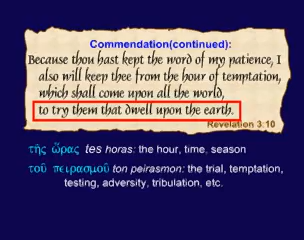 Commendation(continued):
Because thou hast kept the word of my patience, I
also will keep thee from the hour of temptation,
which shall come upon all the world,
to try them that dwell upon the earth.
Revelation 3:10
τῆς ὥρας tes horas: the hour, time, season
τοῦ πειρασμοῦ ton peirasmon: the trial, temptation,
testing, adversity, tribulation, etc.